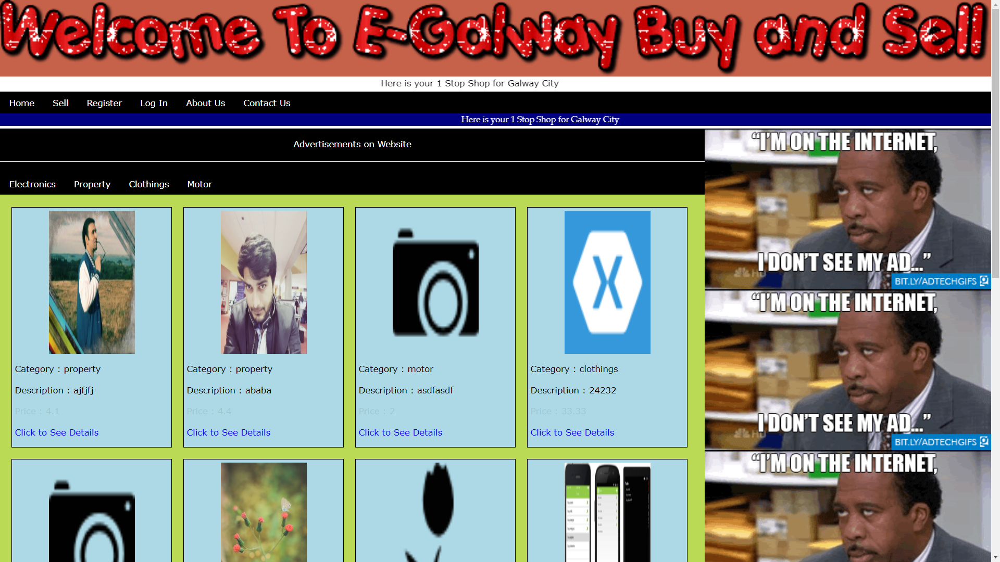 Welcome To E-Galway Buy and Sell
Here is your 1 Stop Shop for Galway City
Home Sell Register Log In About Us Contact Us
Here is your 1 Stop Shop for Galway City
Advertisements on Website
Electronics Property Clothings Motor
Category : property
Description : ajfjfj
Price : 4.1
Click to See Details
Category : property
Description : ababa
Price : 4.4
Click to See Details
Category : motor
Description : asdfasdf
Price : 2
Click to See Details
Category : clothings
Description : 24232
Price : 33.33
Click to See Details
“I'M ON THE INTERNET,
I DON'T SEE MY AD...”
BIT.LY/ADTECHGIFS
“I'M ON THE INTERNET,
I DON'T SEE MY AD...”
BIT.LY/ADTECHGIFS
“I'M ON THE INTERNET,